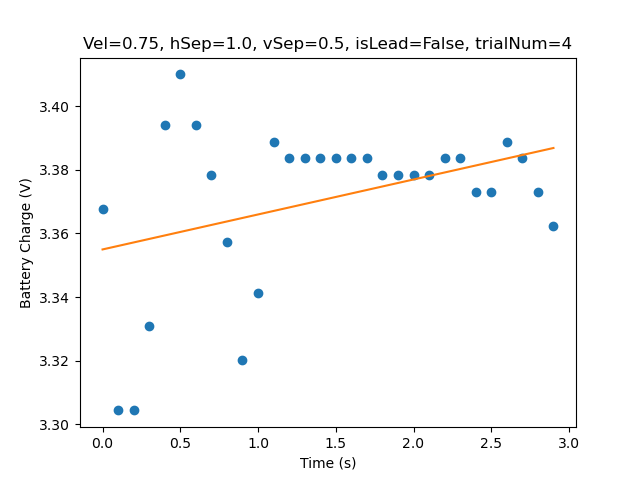 Vel=0.75, hSep=1.0, vSep=0.5, isLead=False, trialNum=4
Battery Charge (V)
3.40
3.38
3.36
3.34
3.32
3.30
0.0 0.5 1.0 1.5 2.0 2.5 3.0
Time (s)